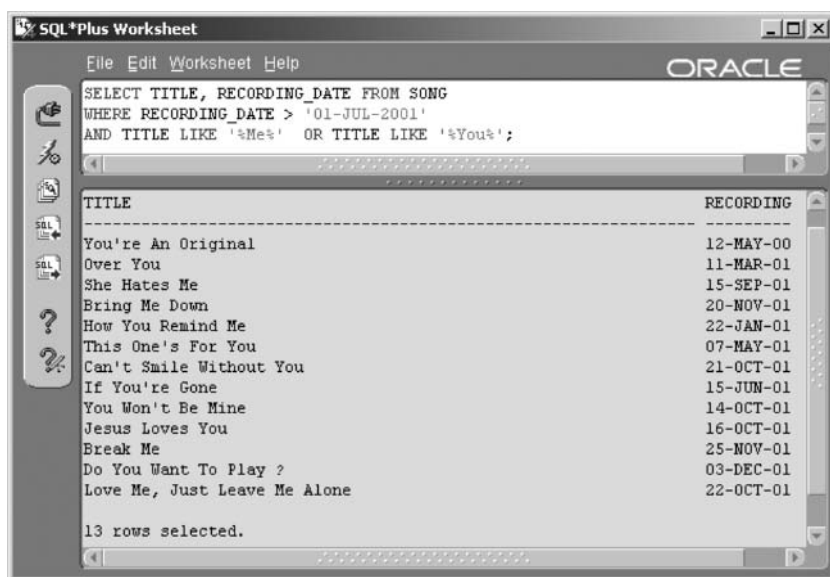 SQL*Plus Worksheet
File Edit Worksheet Help
ORACLE
SELECT TITLE, RECORDING_DATE FROM SONG
WHERE RECORDING_DATE > '01-JUL-2001'
AND TITLE LIKE '%Me%' OR TITLE LIKE '%You%';
TITLE RECORDING
-------------------------------------------------------------------- ---------
You're An Original 12-MAY-00
Over You 11-MAR-01
She Hates Me 15-SEP-01
Bring Me Down 20-NOV-01
How You Remind Me 22-JAN-01
This One's For You 07-MAY-01
Can't Smile Without You 21-OCT-01
If You're Gone 15-JUN-01
You Won't Be Mine 14-OCT-01
Jesus Loves You 16-OCT-01
Break Me 25-NOV-01
Do You Want To Play ? 03-DEC-01
Love Me, Just Leave Me Alone 22-OCT-01
13 rows selected.
SQL
SQL